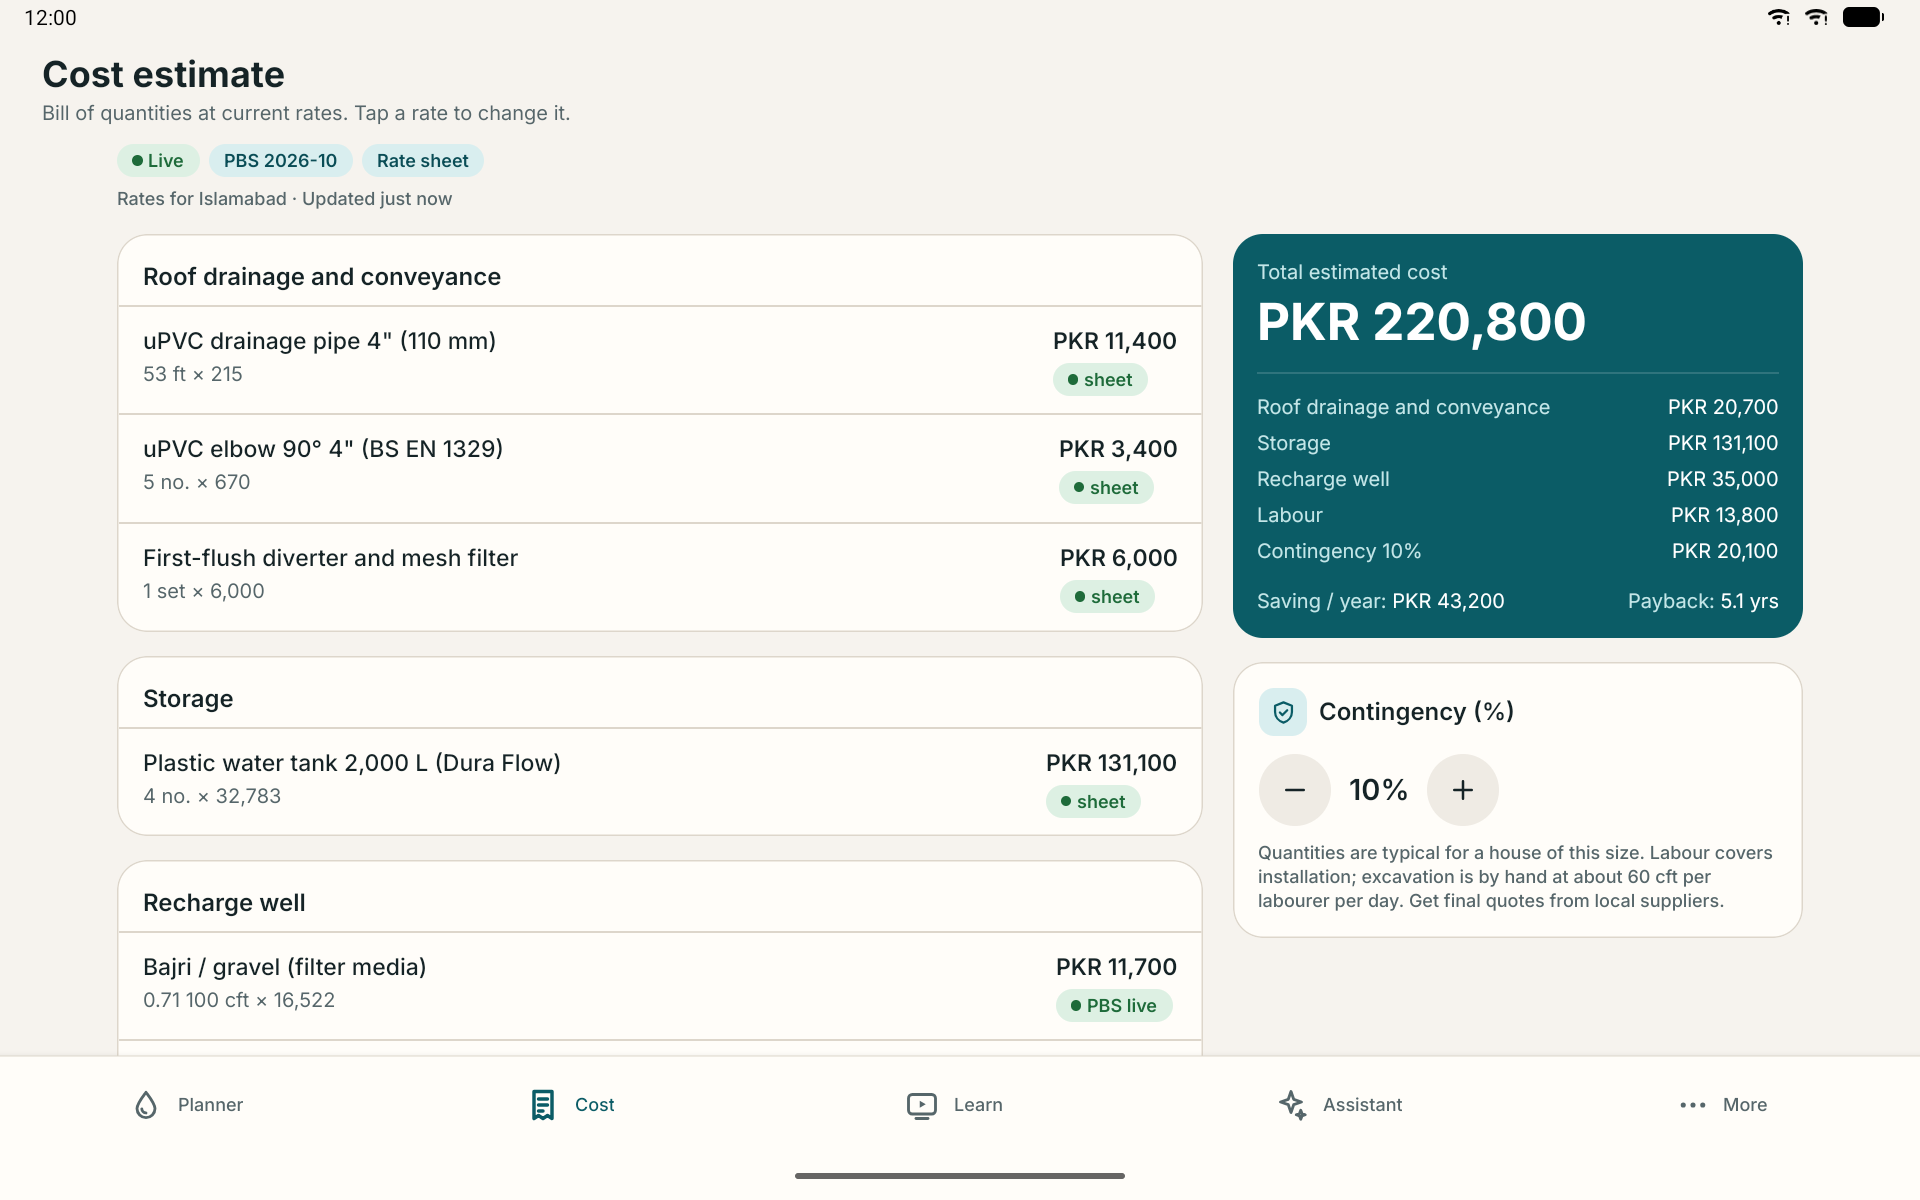 12:00
Cost estimate
Bill of quantities at current rates. Tap a rate to change it.
Live
PBS 2026-10
Rate sheet
Rates for Islamabad · Updated just now
Roof drainage and conveyance
uPVC drainage pipe 4" (110 mm)
PKR 11,400
53 ft × 215
sheet
uPVC elbow 90° 4" (BS EN 1329)
PKR 3,400
5 no. × 670
sheet
First-flush diverter and mesh filter
PKR 6,000
1 set × 6,000
sheet
Storage
Plastic water tank 2,000 L (Dura Flow)
PKR 131,100
4 no. × 32,783
sheet
Recharge well
Bajri / gravel (filter media)
PKR 11,700
0.71 100 cft × 16,522
PBS live
Total estimated cost
PKR 220,800
Roof drainage and conveyance PKR 20,700
Storage PKR 131,100
Recharge well PKR 35,000
Labour PKR 13,800
Contingency 10% PKR 20,100
Saving / year: PKR 43,200 Payback: 5.1 yrs
Contingency (%)
− 10% +
Quantities are typical for a house of this size. Labour covers
installation; excavation is by hand at about 60 cft per
labourer per day. Get final quotes from local suppliers.
Planner
Cost
Learn
Assistant
More